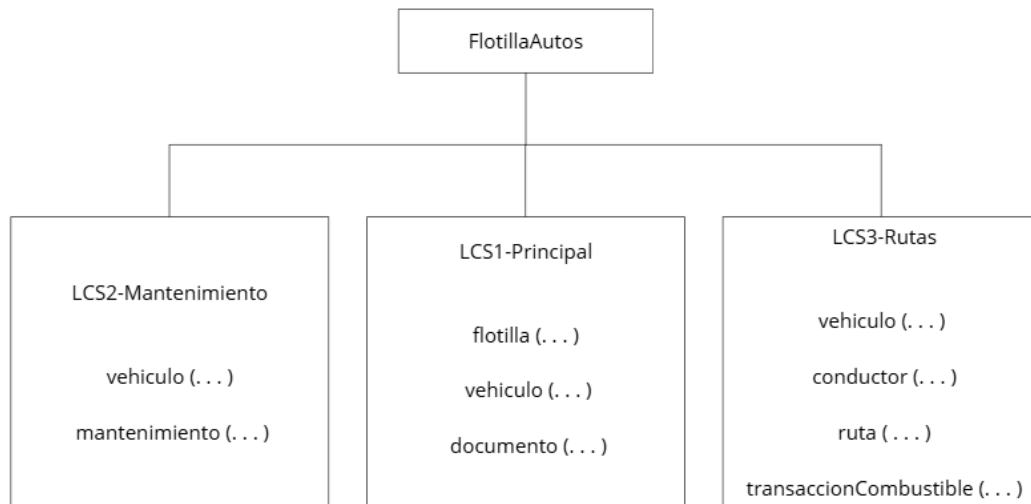 FlotillaAutos
LCS2-Mantenimiento
vehiculo (. . . )
mantenimiento (. . . )
LCS1-Principal
flotilla (. . . )
vehiculo (. . . )
documento (. . . )
LCS3-Rutas
vehiculo (. . . )
conductor (. . . )
ruta ( . . . )
transaccionCombustible (. . . )